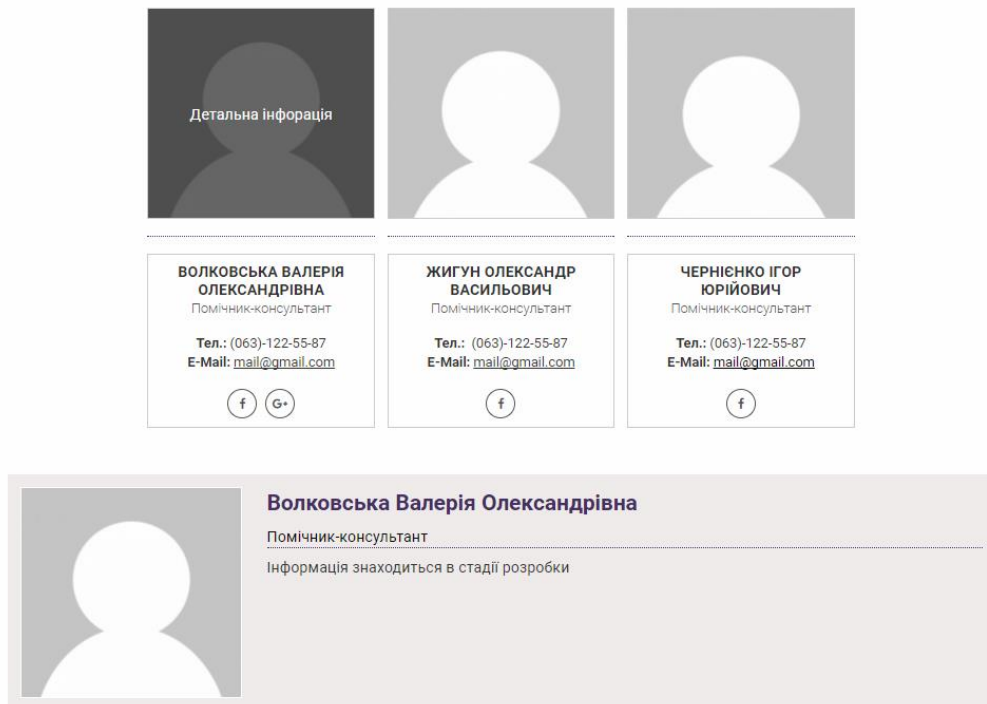 Детальна інфорація
ВОЛКОВСЬКА ВАЛЕРІЯ
ОЛЕКСАНДРІВНА
Помічник-консультант
Тел.: (063)-122-55-87
E-Mail: mail@gmail.com
f G+
ЖИГУН ОЛЕКСАНДР
ВАСИЛЬОВИЧ
Помічник-консультант
Тел.: (063)-122-55-87
E-Mail: mail@gmail.com
f
ЧЕРНІЄНКО ІГОР
ЮРІЙОВИЧ
Помічник-консультант
Тел.: (063)-122-55-87
E-Mail: mail@gmail.com
f
Волковська Валерія Олександрівна
Помічник-консультант
Інформація знаходиться в стадії розробки